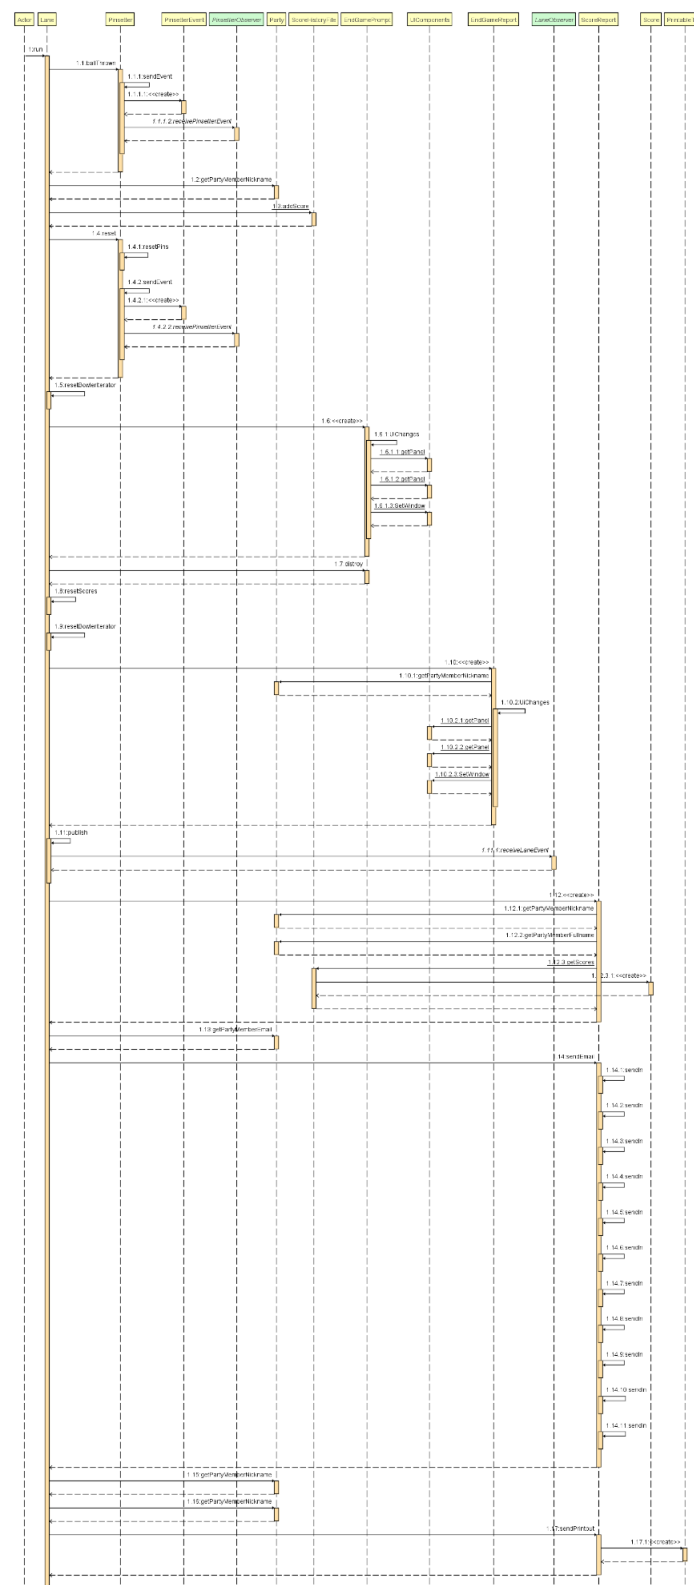 Actor Lane Pinsetter PinsetterEvent PinsetterObserver Party ScoreHistoryFile EndGamePrompt UIComponents EndGameReport LaneObserver ScoreReport Score Printable
1:run
1.1:ballThrown
1.1.1:sendEvent
1.1.1.1:<<create>>
1.1.1.2:receivePinsetterEvent
1.2:getPartyMemberNickname
1.3:addScore
1.4:reset
1.4.1:resetPins
1.4.2:sendEvent
1.4.2.1:<<create>>
1.4.2.2:receivePinsetterEvent
1.5:resetBowlerIterator
1.6:<<create>>
1.6.1:UIChanges
1.6.1.1:getPanel
1.6.1.2:getPanel
1.6.1.3:SetWindow
1.7:distroy
1.8:resetScores
1.9:resetBowlerIterator
1.10:<<create>>
1.10.1:getPartyMemberNickname
1.10.2:UIChanges
1.10.2.1:getPanel
1.10.2.2:getPanel
1.10.2.3:SetWindow
1.11:publish
1.11.1:receiveLaneEvent
1.12:<<create>>
1.12.1:getPartyMemberNickname
1.12.2:getPartyMemberFullname
1.12.3:getScores
1.12.3.1:<<create>>
1.13:getPartyMemberEmail
1.14:sendEmail
1.14.1:sendln
1.14.2:sendln
1.14.3:sendln
1.14.4:sendln
1.14.5:sendln
1.14.6:sendln
1.14.7:sendln
1.14.8:sendln
1.14.9:sendln
1.14.10:sendln
1.14.11:sendln
1.15:getPartyMemberNickname
1.16:getPartyMemberNickname
1.17:sendPrintout
1.17.1:<<create>>